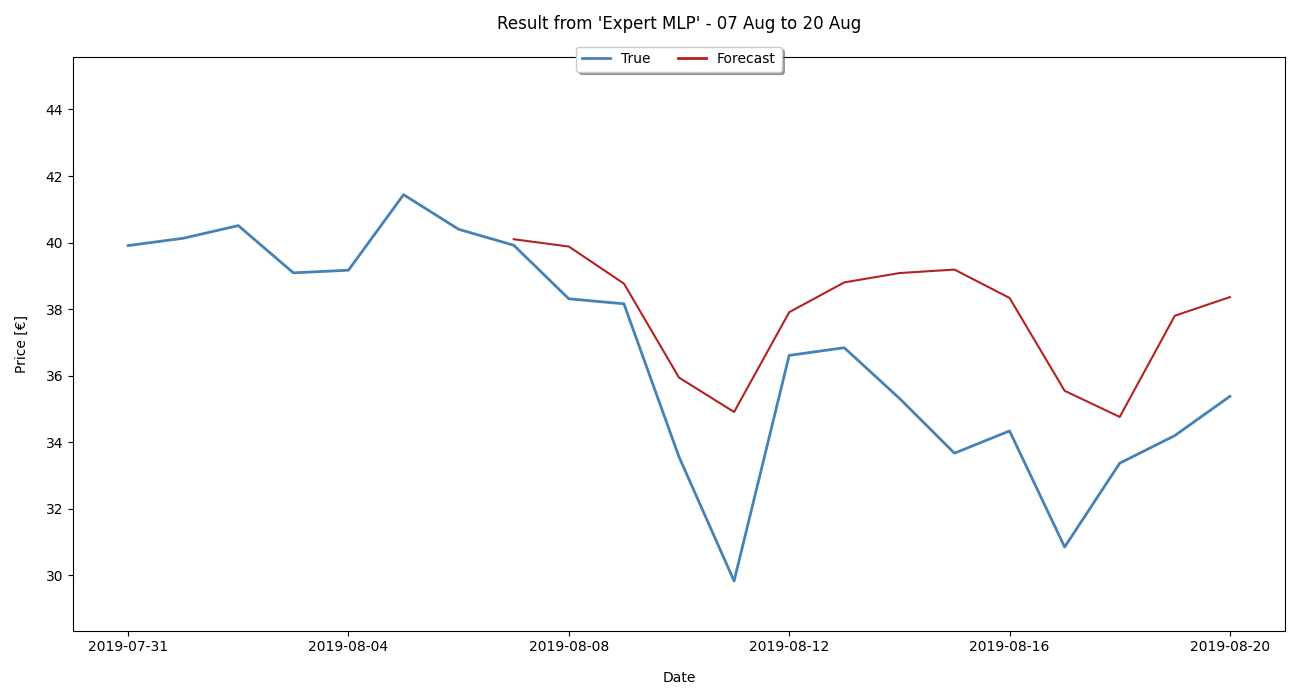 Result from 'Expert MLP' - 07 Aug to 20 Aug
True
Forecast
44
42
40
38
36
34
32
30
Price [€]
2019-07-31
2019-08-04
2019-08-08
2019-08-12
2019-08-16
2019-08-20
Date